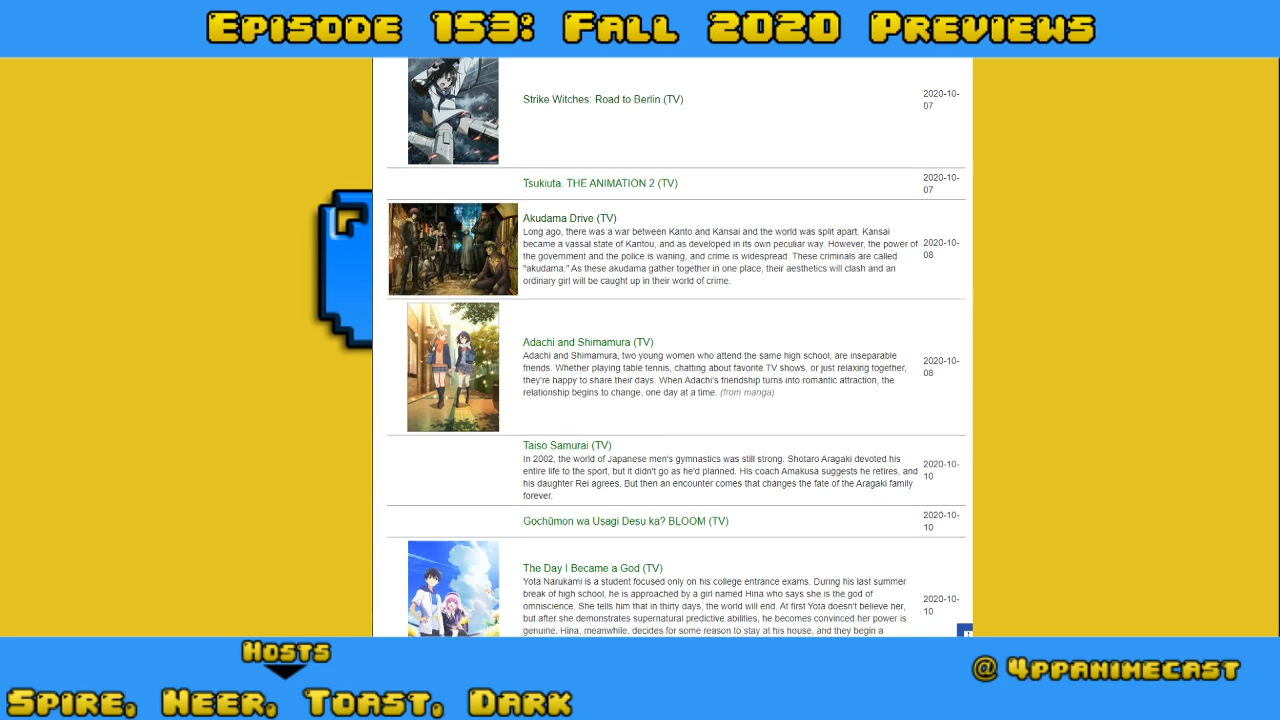 Episode 153: Fall 2020 Previews
Strike Witches: Road to Berlin (TV)
2020-10-
07
Tsukiuta. THE ANIMATION 2 (TV)
2020-10-
07
Akudama Drive (TV)
Long ago, there was a war between Kanto and Kansai and the world was split apart. Kansai
became a vassal state of Kantou, and as developed in its own peculiar way. However, the power of
the government and the police is waning, and crime is widespread. These criminals are called
"akudama." As these akudama gather together in one place, their aesthetics will clash and an
ordinary girl will be caught up in their world of crime.
2020-10-
08
Adachi and Shimamura (TV)
Adachi and Shimamura, two young women who attend the same high school, are inseparable
friends. Whether playing table tennis, chatting about favorite TV shows, or just relaxing together,
they're happy to share their days. When Adachi's friendship turns into romantic attraction, the
relationship begins to change, one day at a time. (from manga)
2020-10-
08
Taiso Samurai (TV)
In 2002, the world of Japanese men's gymnastics was still strong. Shotaro Aragaki devoted his
entire life to the sport, but it didn't go as he'd planned. His coach Amakusa suggests he retires, and
his daughter Rei agrees. But then an encounter comes that changes the fate of the Aragaki family
forever.
2020-10-
10
Gochūmon wa Usagi Desu ka? BLOOM (TV)
2020-10-
10
The Day I Became a God (TV)
Yota Narukami is a student focused only on his college entrance exams. During his last summer
break of high school, he is approached by a girl named Hina who says she is the god of
omniscience. She tells him that in thirty days, the world will end. At first Yota doesn't believe her,
but after she demonstrates supernatural predictive abilities, he becomes convinced her power is
genuine. Hina, meanwhile, decides for some reason to stay at his house, and they begin a
2020-10-
10
Hosts
Spire, Neer, Toast, Dark
@ 4ppanimecast